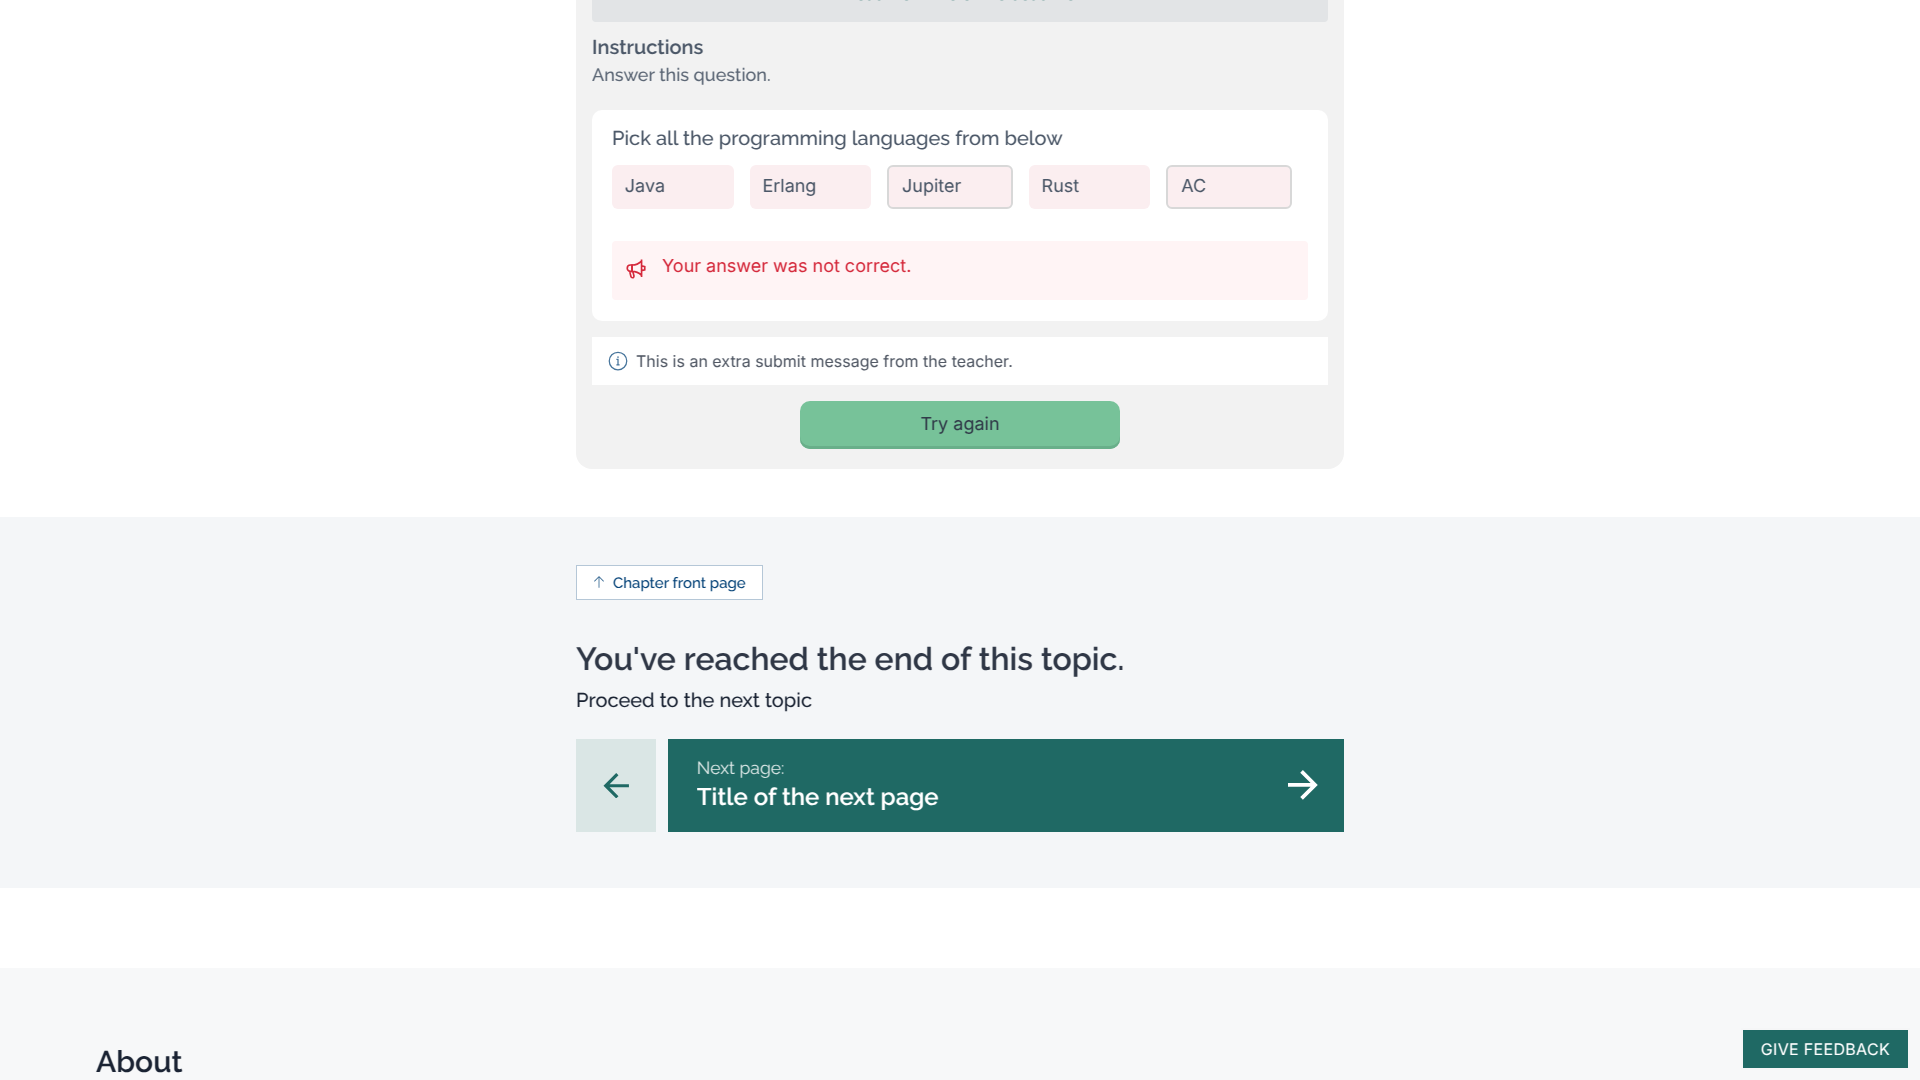 Instructions
Answer this question.
Pick all the programming languages from below
Java
Erlang
Jupiter
Rust
AC
Your answer was not correct.
This is an extra submit message from the teacher.
Try again
Chapter front page
You've reached the end of this topic.
Proceed to the next topic
Next page:
Title of the next page
About
GIVE FEEDBACK